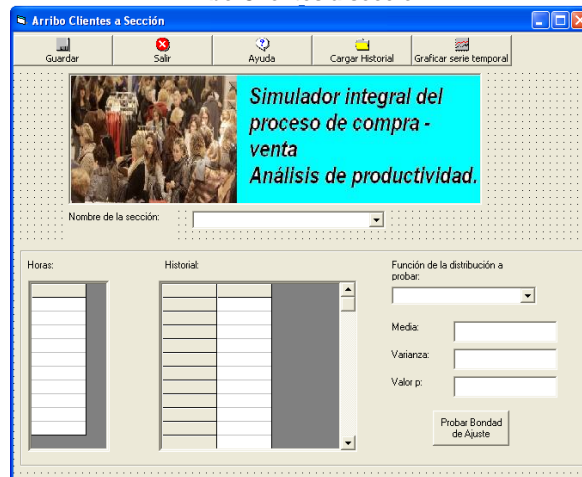 Arribo Clientes a Sección
Guardar
Salir
Ayuda
Cargar Historial
Graficar serie temporal
Simulador integral del
proceso de compra -
venta
Análisis de productividad.
Nombre de la sección:
Horas:
Historial:
Función de la distribución a
probar:
Media:
Varianza:
Valor p:
Probar Bondad
de Ajuste